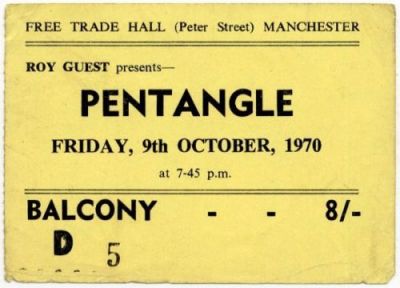 FREE TRADE HALL (Peter Street) MANCHESTER
ROY GUEST presents—
PENTANGLE
FRIDAY, 9th OCTOBER, 1970
at 7-45 p.m.
BALCONY - - 8/-
D 5